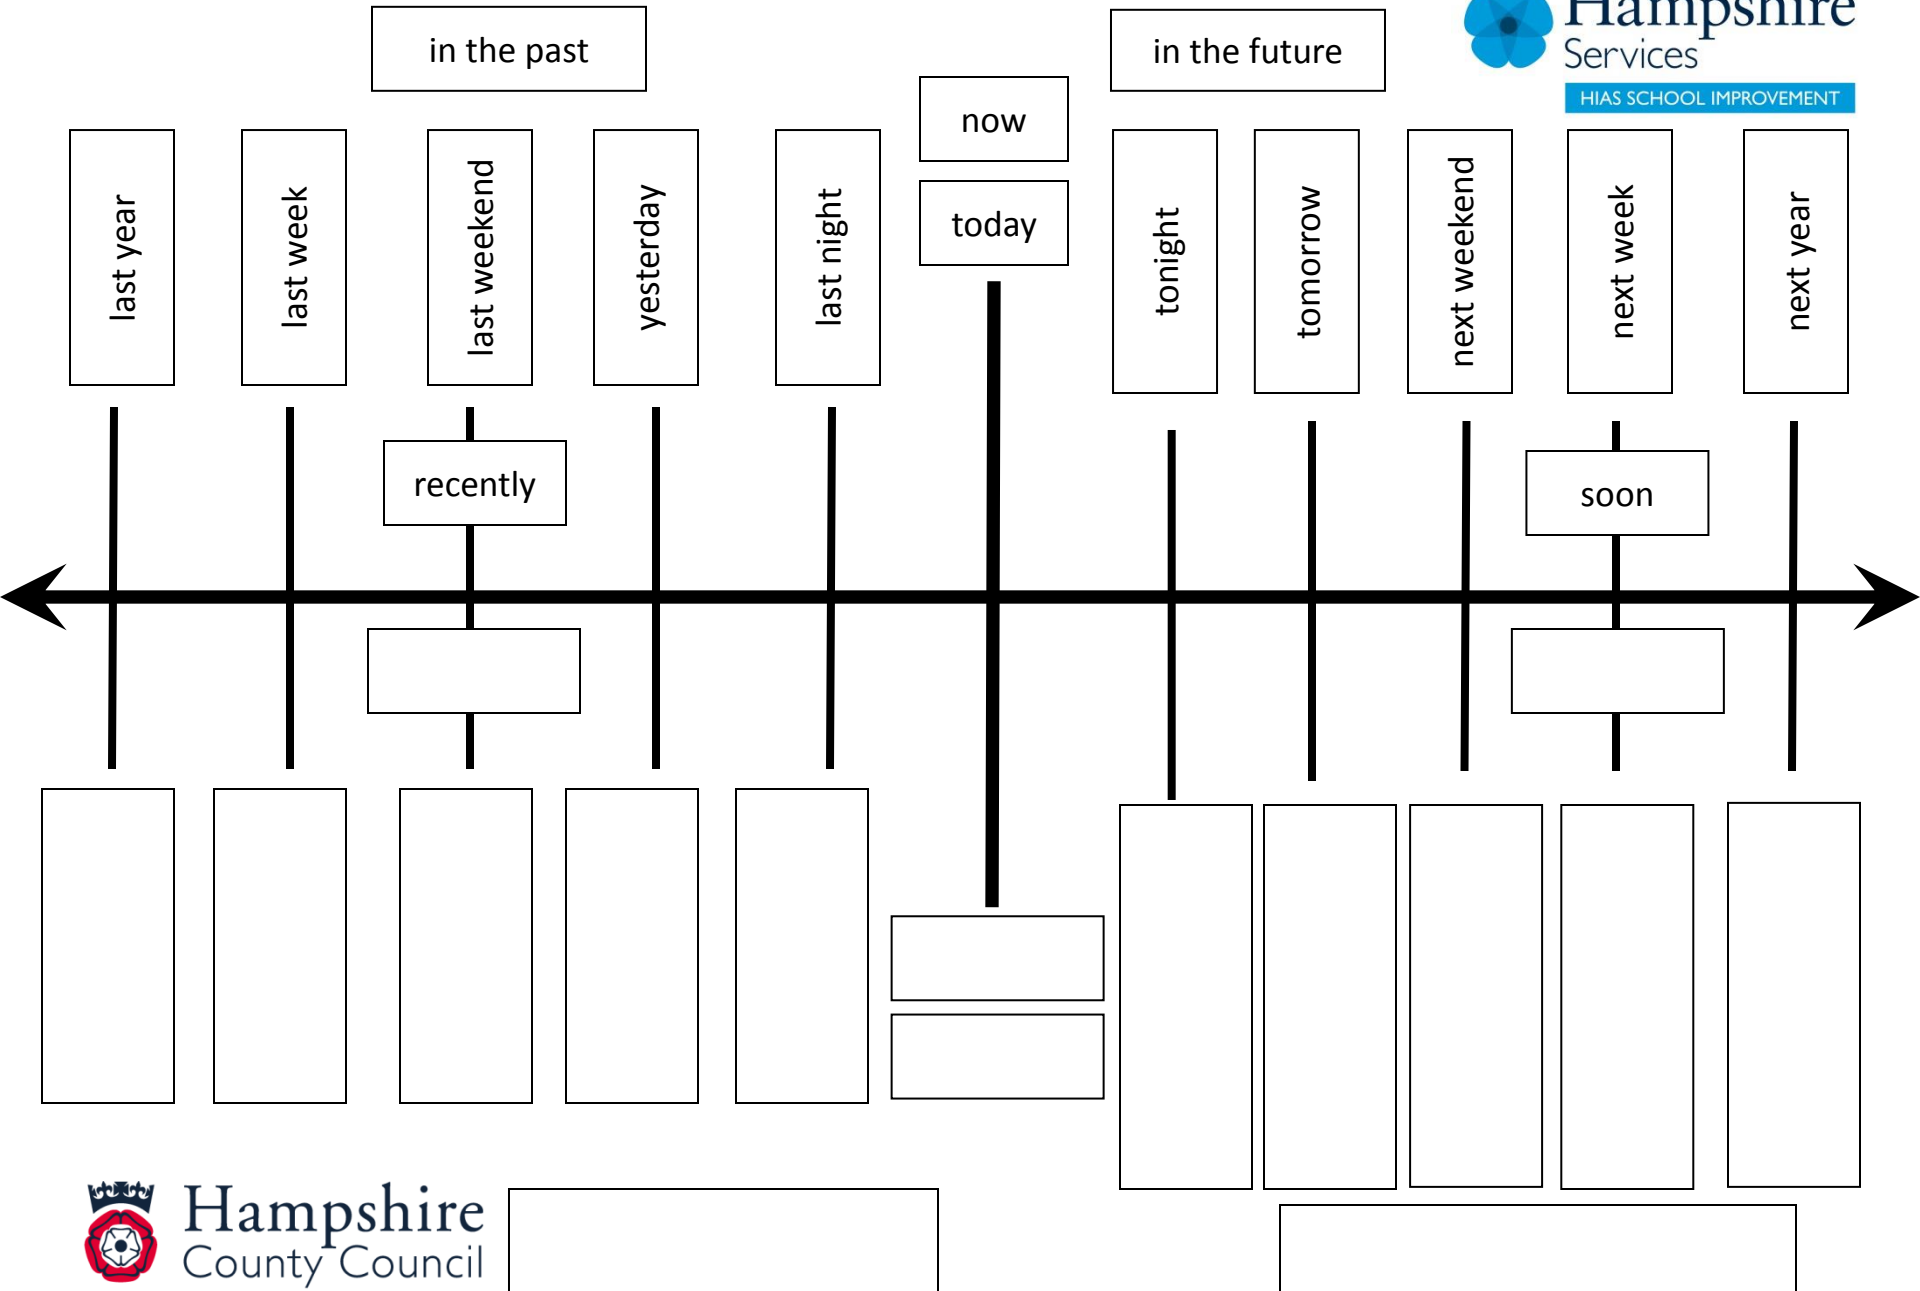 in the past
in the future
Hampshire
Services
HIAS SCHOOL IMPROVEMENT
now
today
last year
last week
last weekend
yesterday
last night
tonight
tomorrow
next weekend
next week
next year
recently
soon
Hampshire
County Council